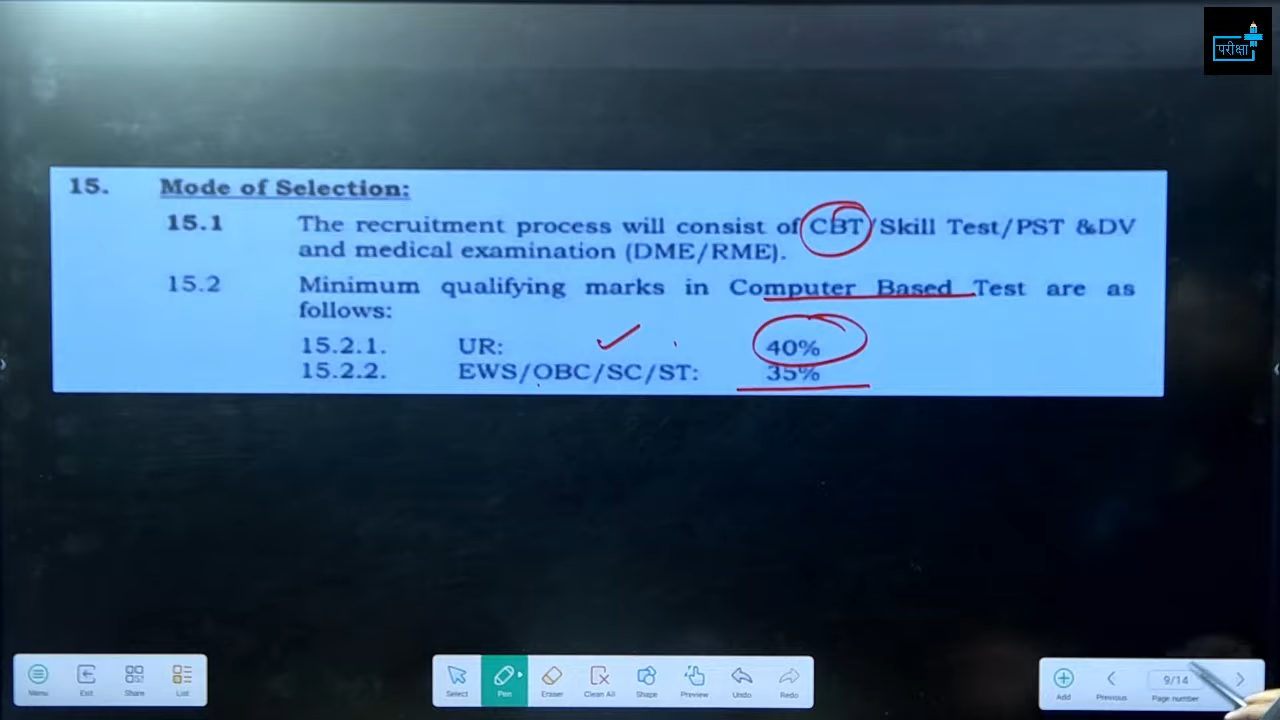 परीक्षा
15. Mode of Selection:
15.1 The recruitment process will consist of CBT/Skill Test/PST &DV
and medical examination (DME/RME).
15.2 Minimum qualifying marks in Computer Based Test are as
follows:
15.2.1. UR: 40%
15.2.2. EWS/OBC/SC/ST: 35%
Menu Exit Share List
Select Pen Eraser Clean All Shape Preview Undo Redo
Add Previous 9/14 Page number